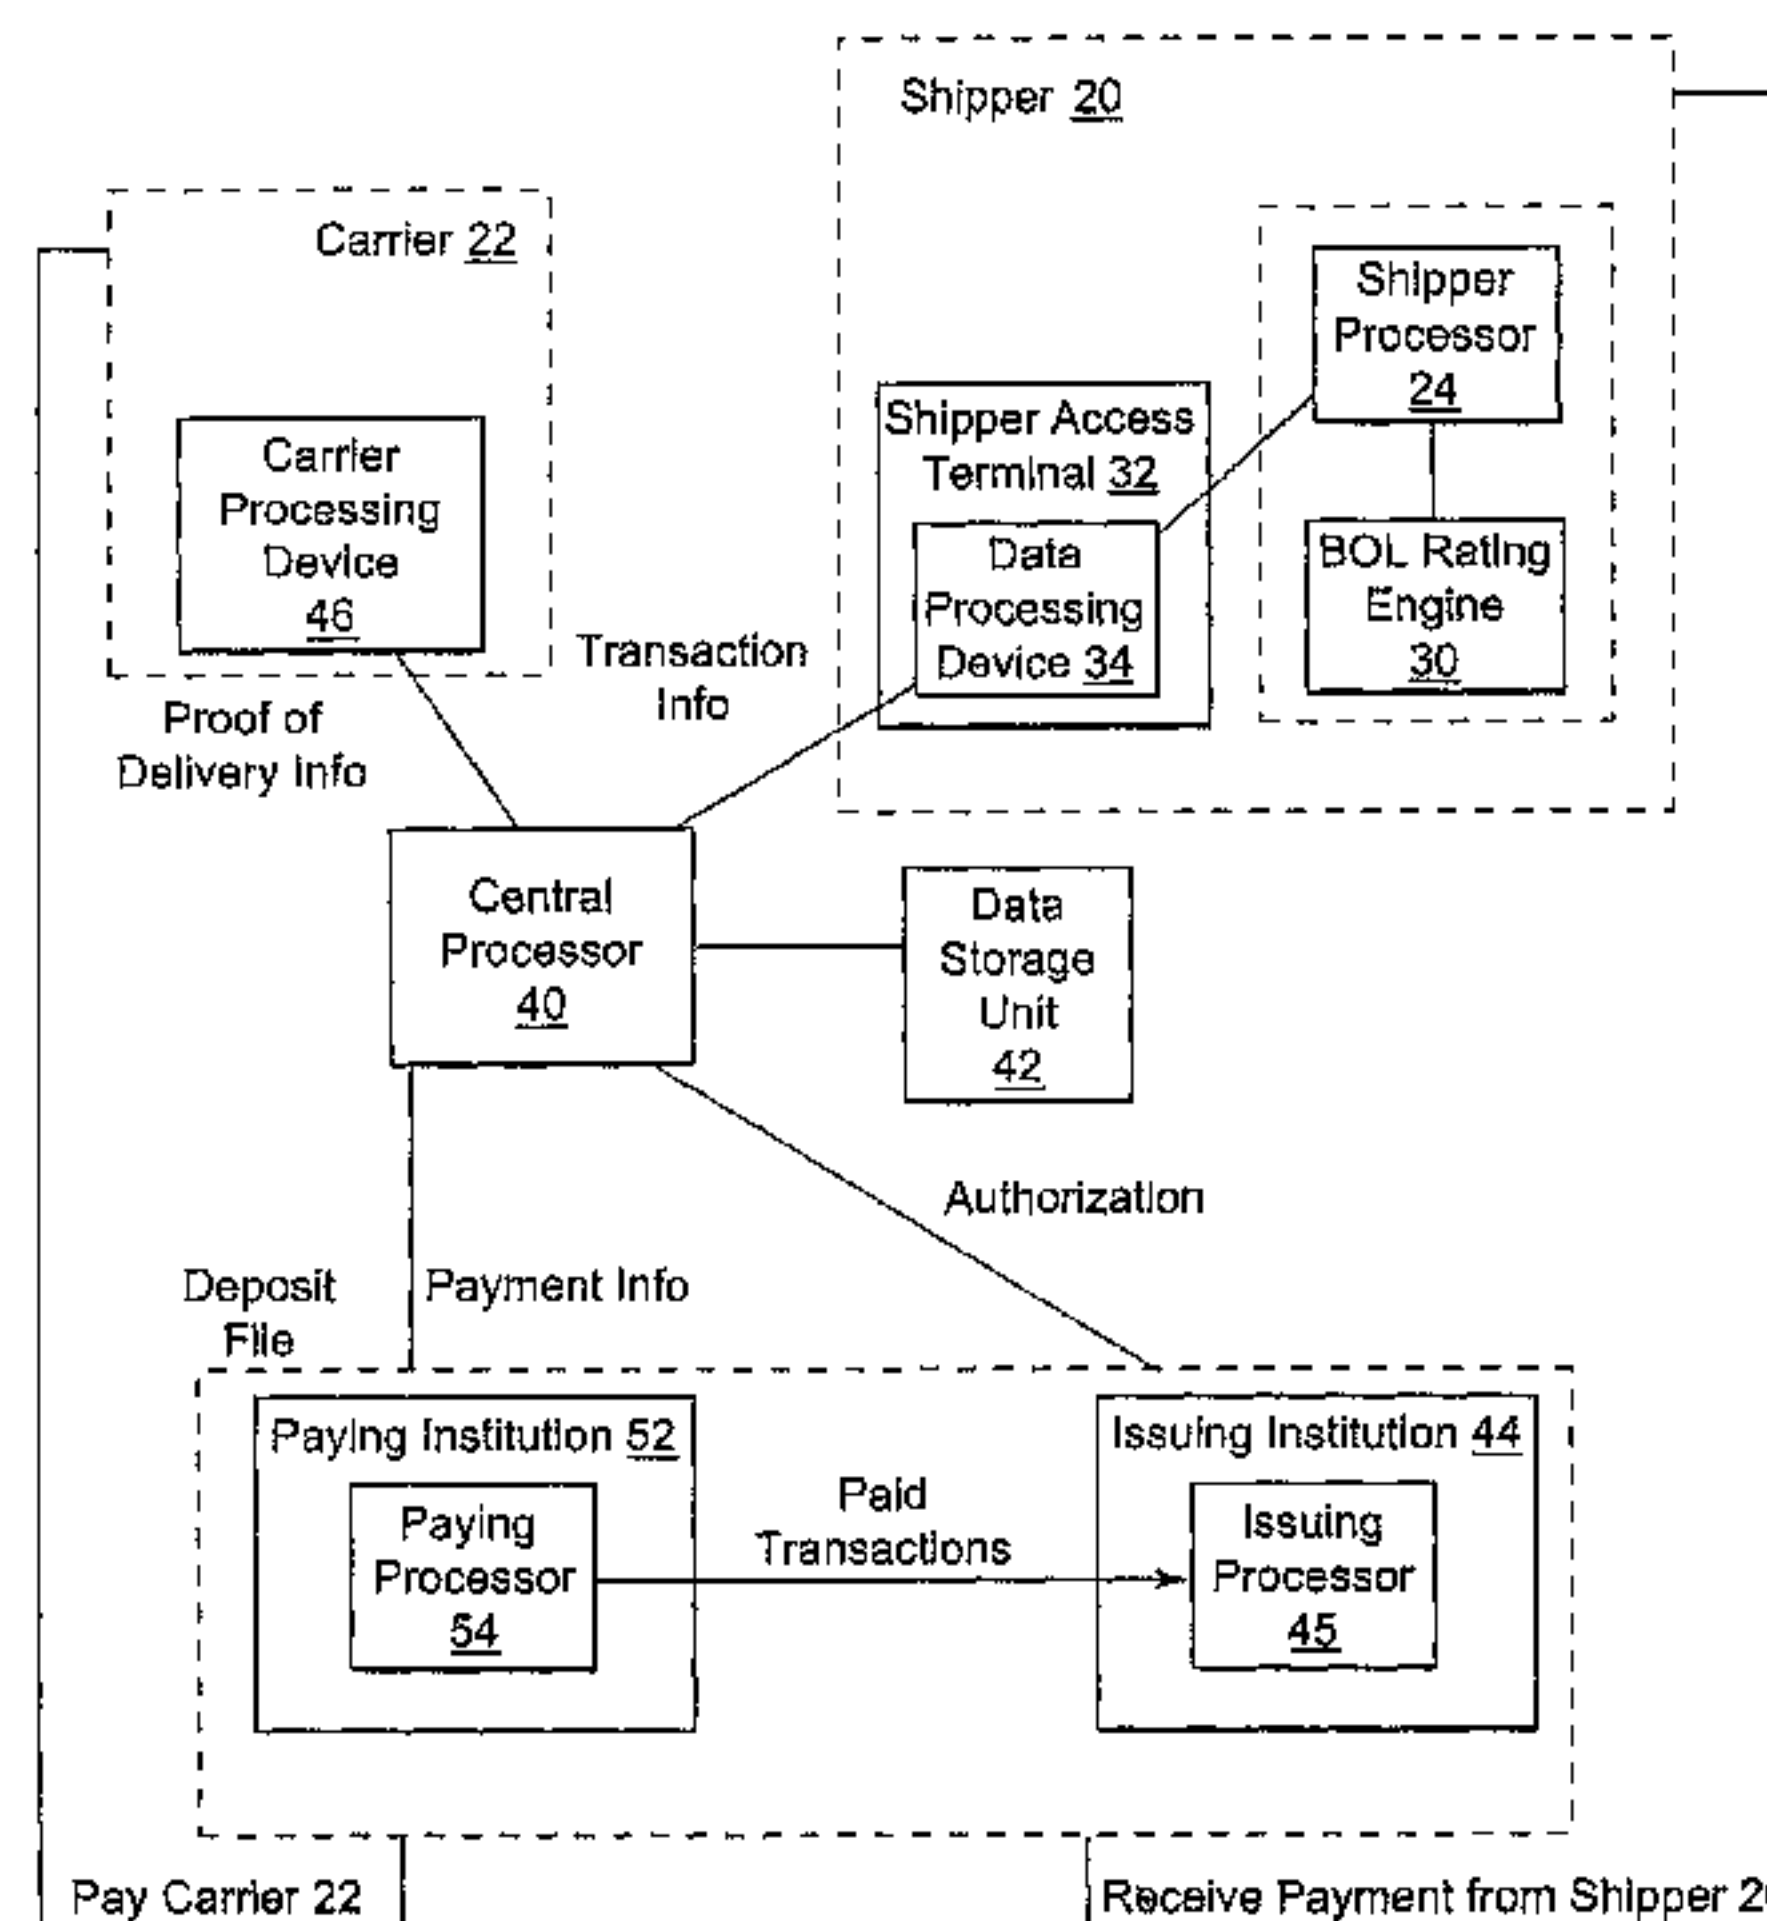 Shipper 20
Carrier 22
Shipper
Processor
24
Shipper Access
Terminal 32
Carrier
Processing
Device
46
Data
Processing
Device 34
BOL Rating
Engine
30
Transaction
Info
Proof of
Delivery Info
Central
Processor
40
Data
Storage
Unit
42
Authorization
Deposit
File
Payment Info
Paying Institution 52
Issuing Institution 44
Paying
Processor
54
Paid
Transactions
Issuing
Processor
45
Pay Carrier 22
Receive Payment from Shipper